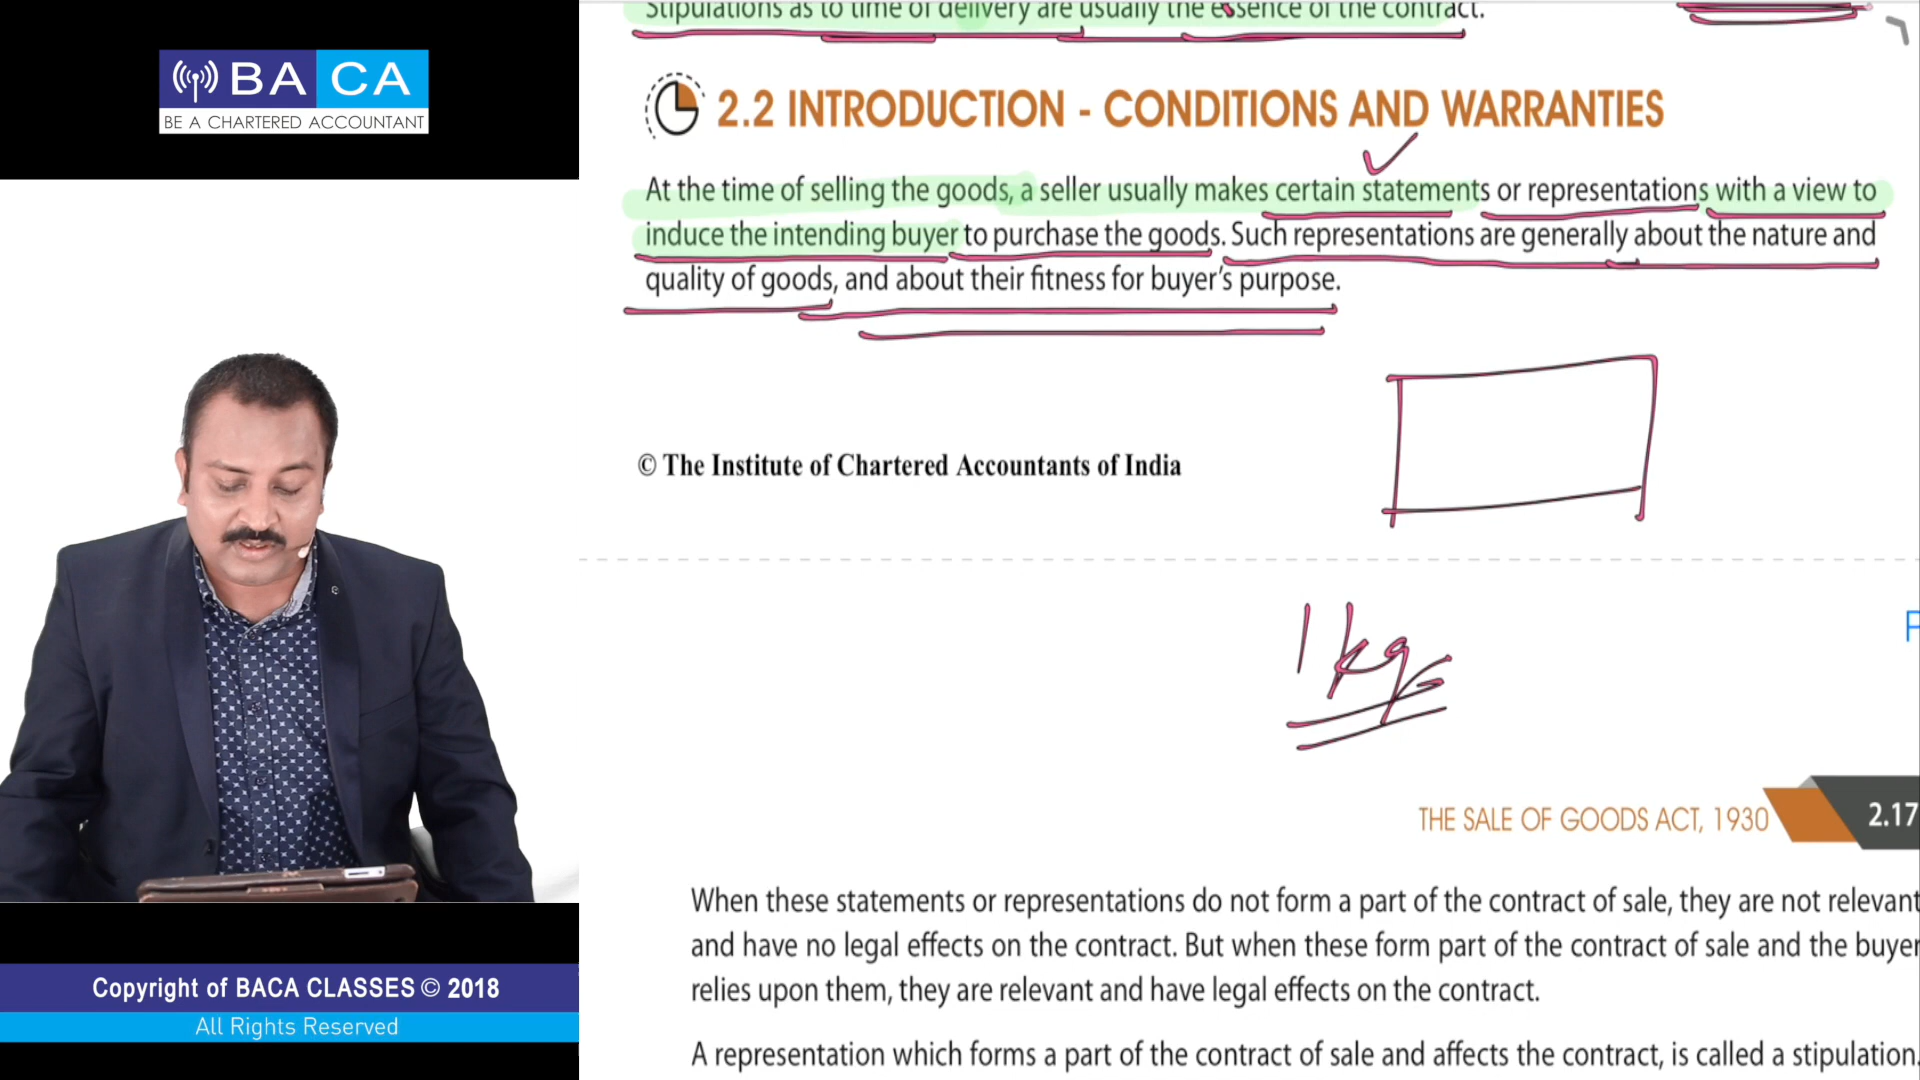 BA CA
BE A CHARTERED ACCOUNTANT
Stipulations as to time of delivery are usually the essence of the contract.
2.2 INTRODUCTION - CONDITIONS AND WARRANTIES
At the time of selling the goods, a seller usually makes certain statements or representations with a view to
induce the intending buyer to purchase the goods. Such representations are generally about the nature and
quality of goods, and about their fitness for buyer's purpose.
© The Institute of Chartered Accountants of India
1 kg
THE SALE OF GOODS ACT, 1930
2.17
When these statements or representations do not form a part of the contract of sale, they are not relevant
and have no legal effects on the contract. But when these form part of the contract of sale and the buyer
relies upon them, they are relevant and have legal effects on the contract.
A representation which forms a part of the contract of sale and affects the contract, is called a stipulation.
Copyright of BACA CLASSES © 2018
All Rights Reserved